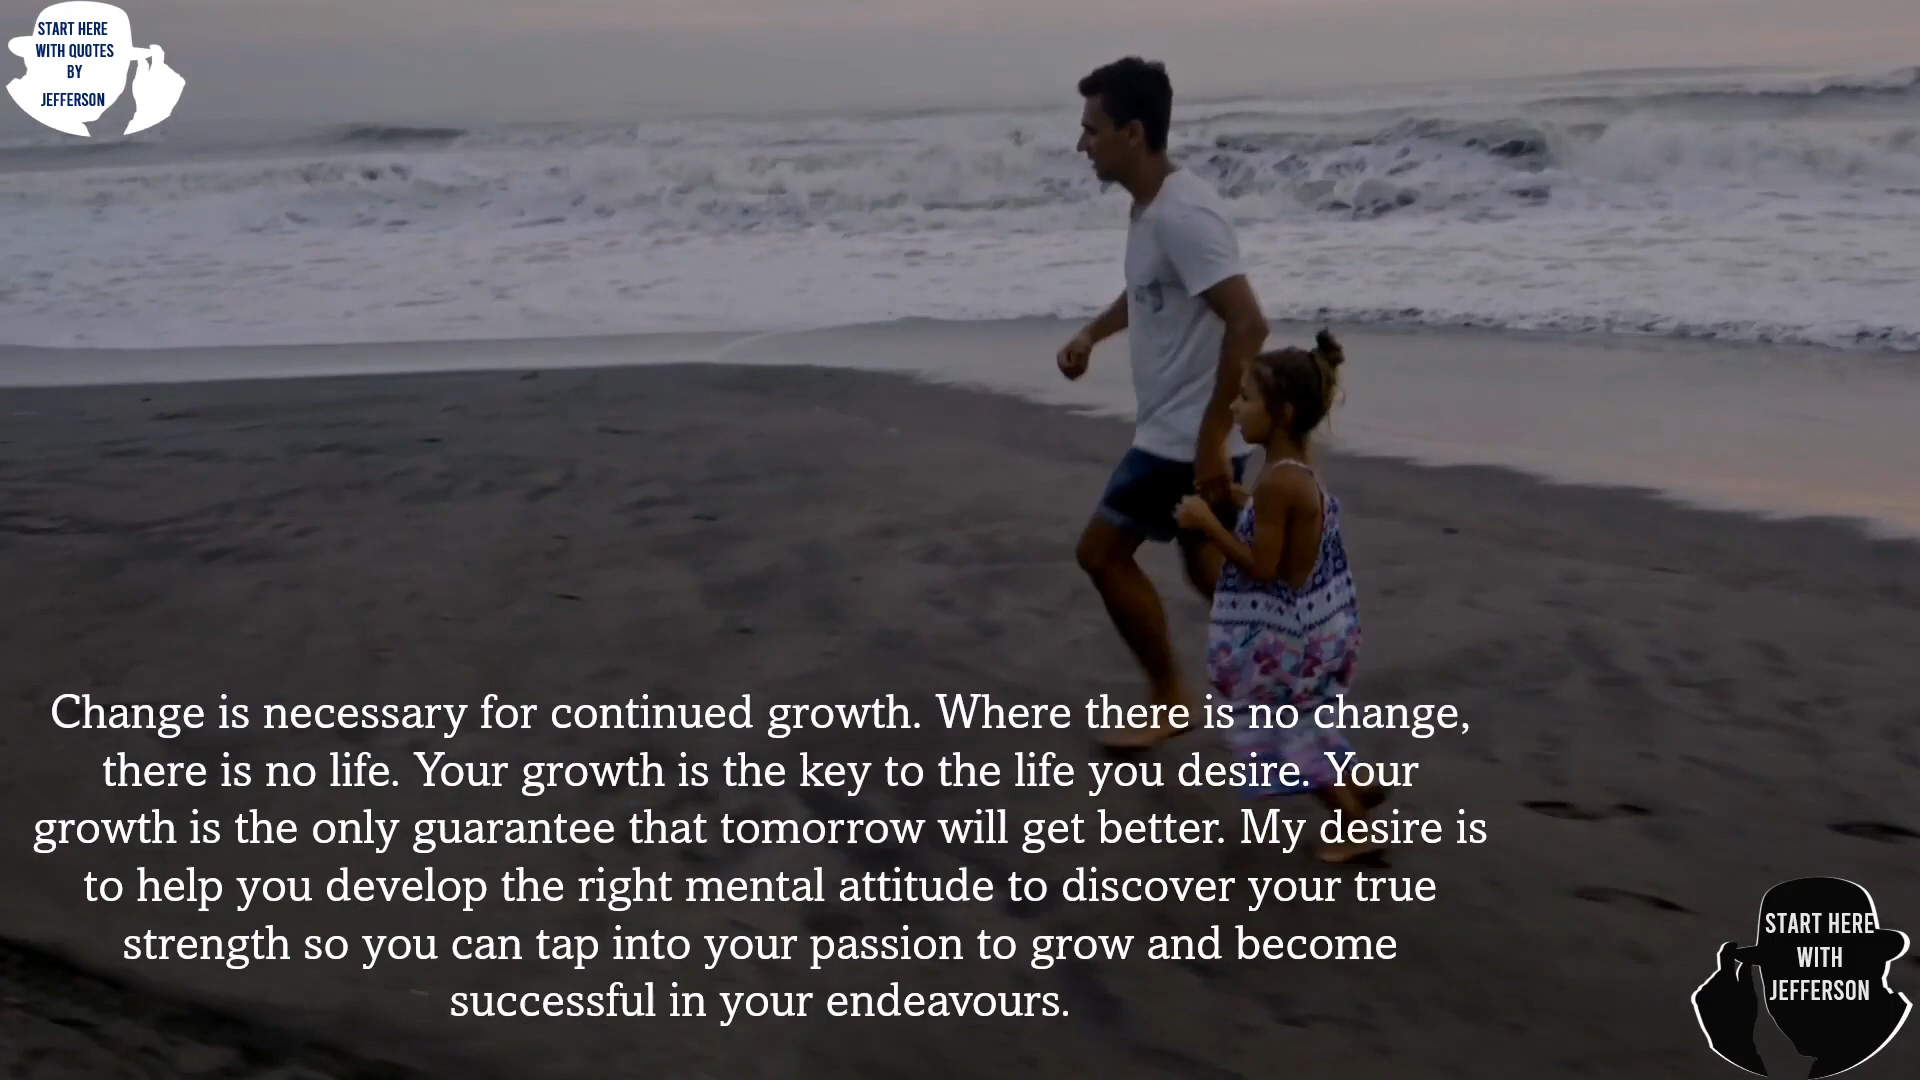 START HERE
WITH QUOTES
BY
JEFFERSON
Change is necessary for continued growth. Where there is no change,
there is no life. Your growth is the key to the life you desire. Your
growth is the only guarantee that tomorrow will get better. My desire is
to help you develop the right mental attitude to discover your true
strength so you can tap into your passion to grow and become
successful in your endeavours.
START HERE
WITH
JEFFERSON